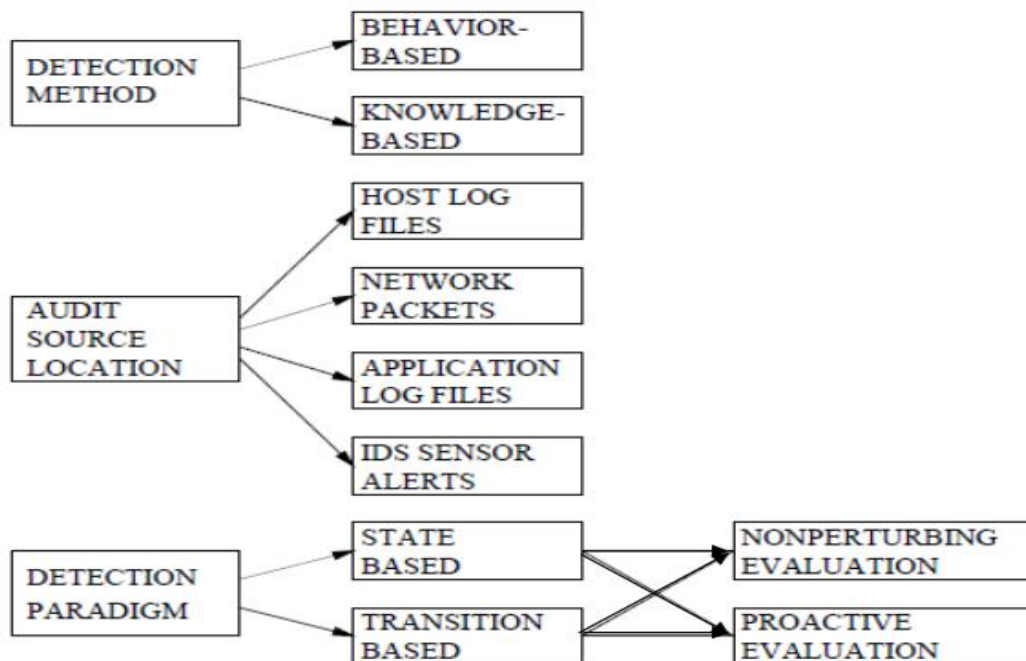 DETECTION
METHOD
BEHAVIOR-
BASED
KNOWLEDGE-
BASED
AUDIT
SOURCE
LOCATION
HOST LOG
FILES
NETWORK
PACKETS
APPLICATION
LOG FILES
IDS SENSOR
ALERTS
DETECTION
PARADIGM
STATE
BASED
TRANSITION
BASED
NONPERTURBING
EVALUATION
PROACTIVE
EVALUATION